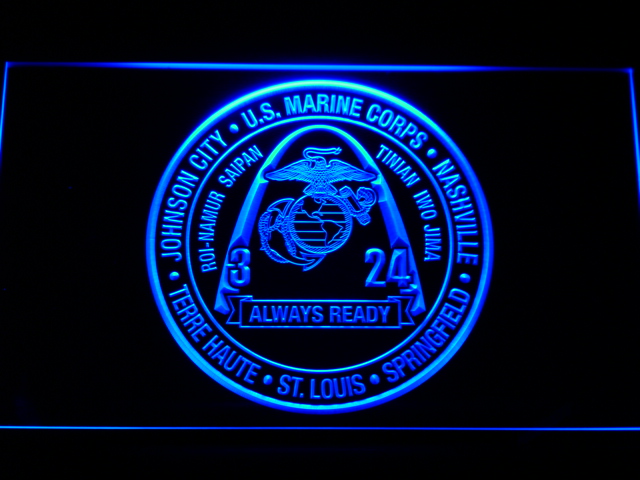 U.S. MARINE CORPS • NASHVILLE • SPRINGFIELD • ST. LOUIS • TERRE HAUTE • JOHNSON CITY •
ROI-NAMUR SAIPAN
TINIAN IWO JIMA
3 24
ALWAYS READY